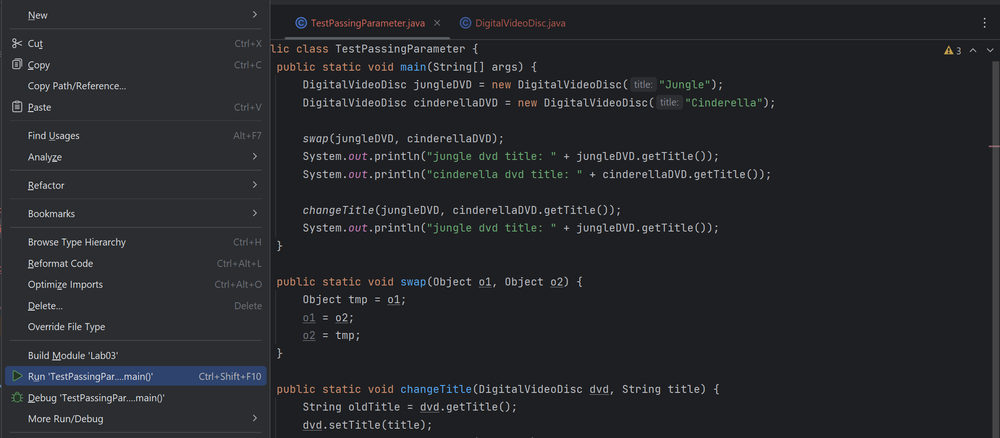 New
Cut Ctrl+X
Copy Ctrl+C
Copy Path/Reference...
Paste Ctrl+V
Find Usages Alt+F7
Analyze
Refactor
Bookmarks
Browse Type Hierarchy Ctrl+H
Reformat Code Ctrl+Alt+L
Optimize Imports Ctrl+Alt+O
Delete... Delete
Override File Type
Build Module 'Lab03'
Run 'TestPassingPar....main()' Ctrl+Shift+F10
Debug 'TestPassingPar....main()'
More Run/Debug
TestPassingParameter.java DigitalVideoDisc.java
3
lic class TestPassingParameter {
public static void main(String[] args) {
DigitalVideoDisc jungleDVD = new DigitalVideoDisc( title: "Jungle");
DigitalVideoDisc cinderellaDVD = new DigitalVideoDisc( title: "Cinderella");
swap(jungleDVD, cinderellaDVD);
System.out.println("jungle dvd title: " + jungleDVD.getTitle());
System.out.println("cinderella dvd title: " + cinderellaDVD.getTitle());
changeTitle(jungleDVD, cinderellaDVD.getTitle());
System.out.println("jungle dvd title: " + jungleDVD.getTitle());
}
public static void swap(Object o1, Object o2) {
Object tmp = o1;
o1 = o2;
o2 = tmp;
}
public static void changeTitle(DigitalVideoDisc dvd, String title) {
String oldTitle = dvd.getTitle();
dvd.setTitle(title);